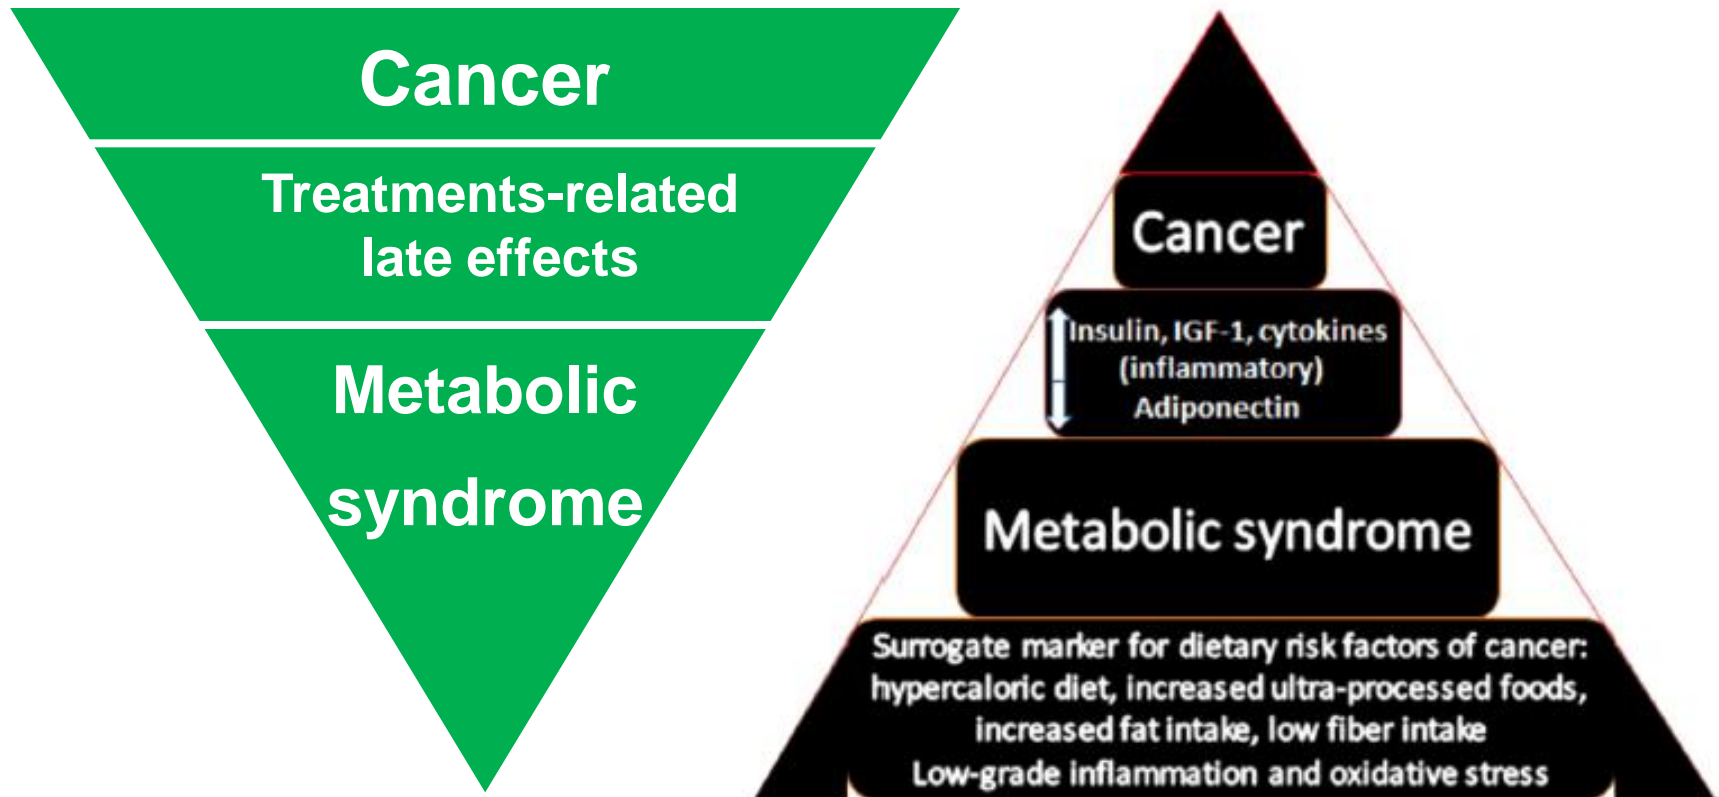 Cancer
Treatments-related
late effects
Metabolic
syndrome
Cancer
Insulin, IGF-1, cytokines
(inflammatory)
Adiponectin
Metabolic syndrome
Surrogate marker for dietary risk factors of cancer:
hypercaloric diet, increased ultra-processed foods,
increased fat intake, low fiber intake
Low-grade inflammation and oxidative stress